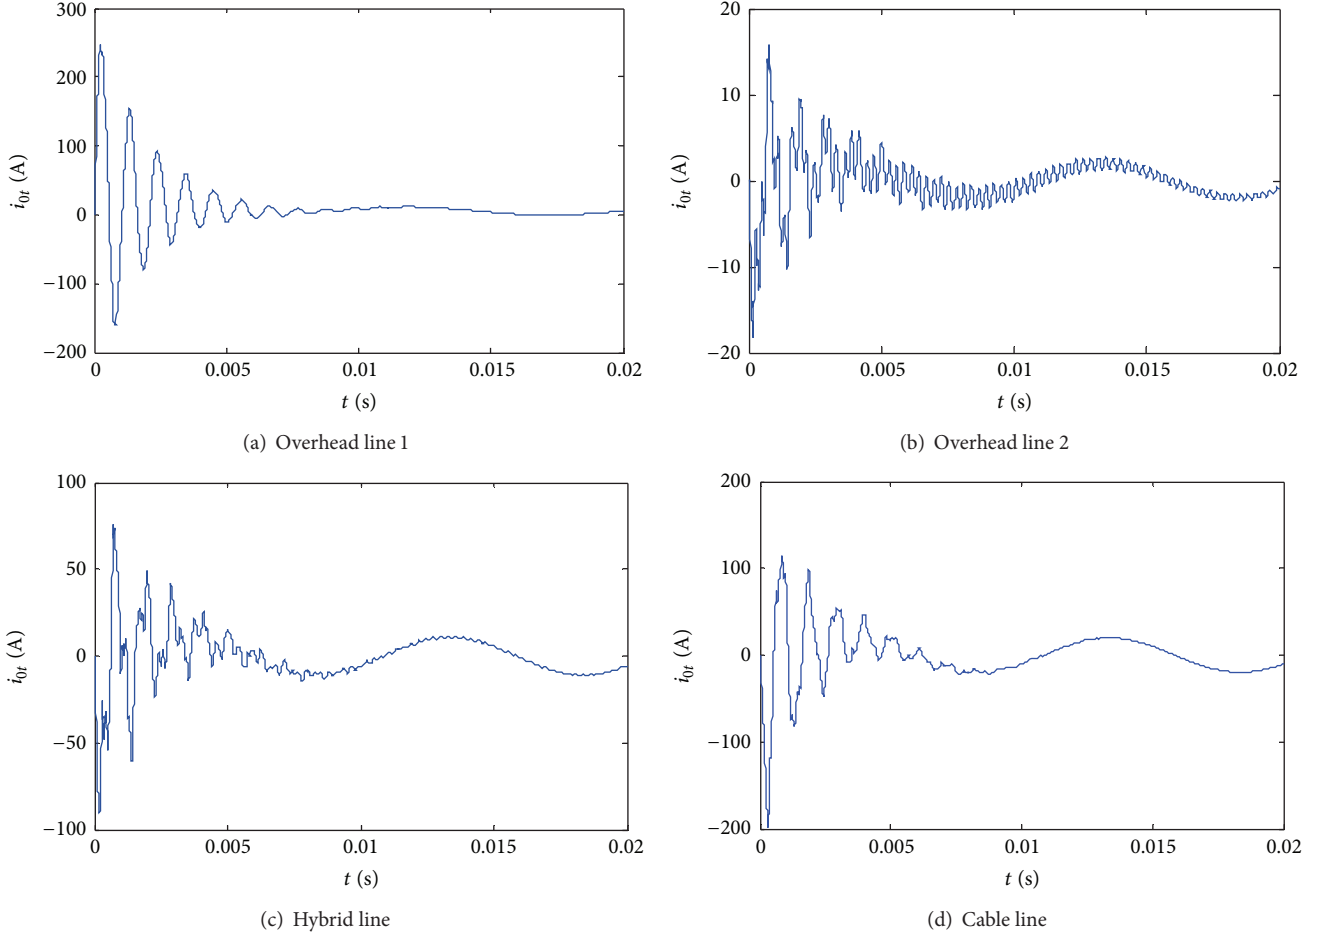 300
200
100
0
−100
−200
i0t (A)
0 0.005 0.01 0.015 0.02
t (s)
(a) Overhead line 1
20
10
0
−10
−20
i0t (A)
0 0.005 0.01 0.015 0.02
t (s)
(b) Overhead line 2
100
50
0
−50
−100
i0t (A)
0 0.005 0.01 0.015 0.02
t (s)
(c) Hybrid line
200
100
0
−100
−200
i0t (A)
0 0.005 0.01 0.015 0.02
t (s)
(d) Cable line